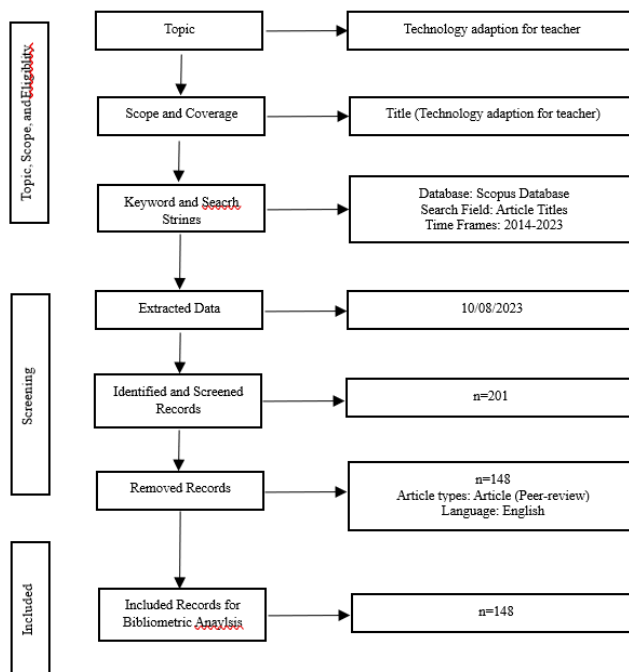 Topic, Scope, and Eligiblity
Topic
Technology adaption for teacher
Scope and Coverage
Title (Technology adaption for teacher)
Keyword and Seacrh
Strings
Database: Scopus Database
Search Field: Article Titles
Time Frames: 2014-2023
Screening
Extracted Data
10/08/2023
Identified and Screened
Records
n=201
Removed Records
n=148
Article types: Article (Peer-review)
Language: English
Included
Included Records for
Bibliometric Anaylsis
n=148